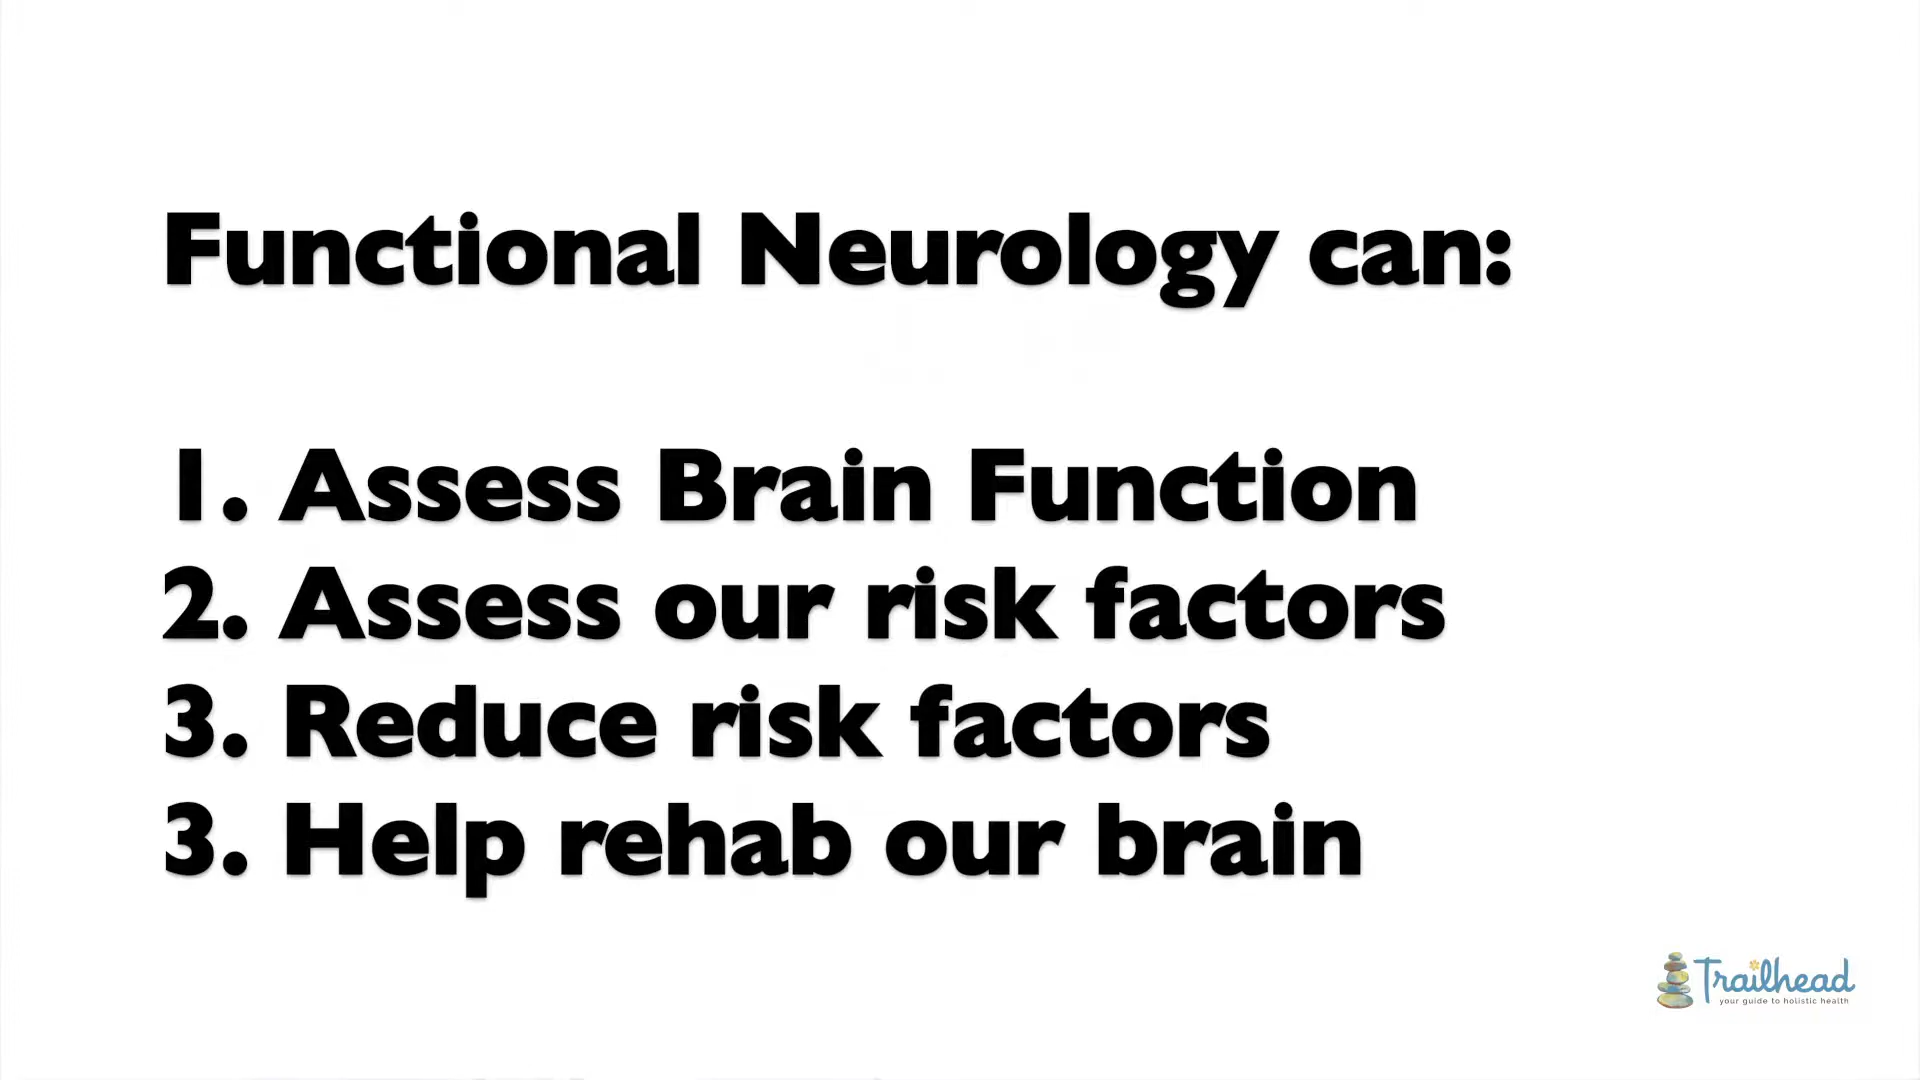 Functional Neurology can:
1. Assess Brain Function
2. Assess our risk factors
3. Reduce risk factors
3. Help rehab our brain
Trailhead
your guide to holistic health